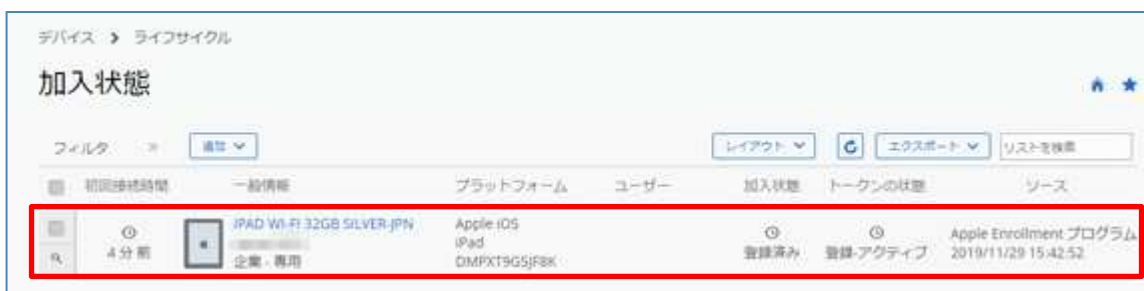 デバイス > ライフサイクル
加入状態
フィルタ » 追加
レイアウト エクスポート リストを検索
初回接続時間 一般情報 プラットフォーム ユーザー 加入状態 トークンの状態 ソース
4 分 前
IPAD WI-FI 32GB SILVER-JPN
企業 - 専用
Apple iOS
iPad
DMPXT9G5JF8K
登録済み
登録-アクティブ
Apple Enrollment プログラム
2019/11/29 15:42:52